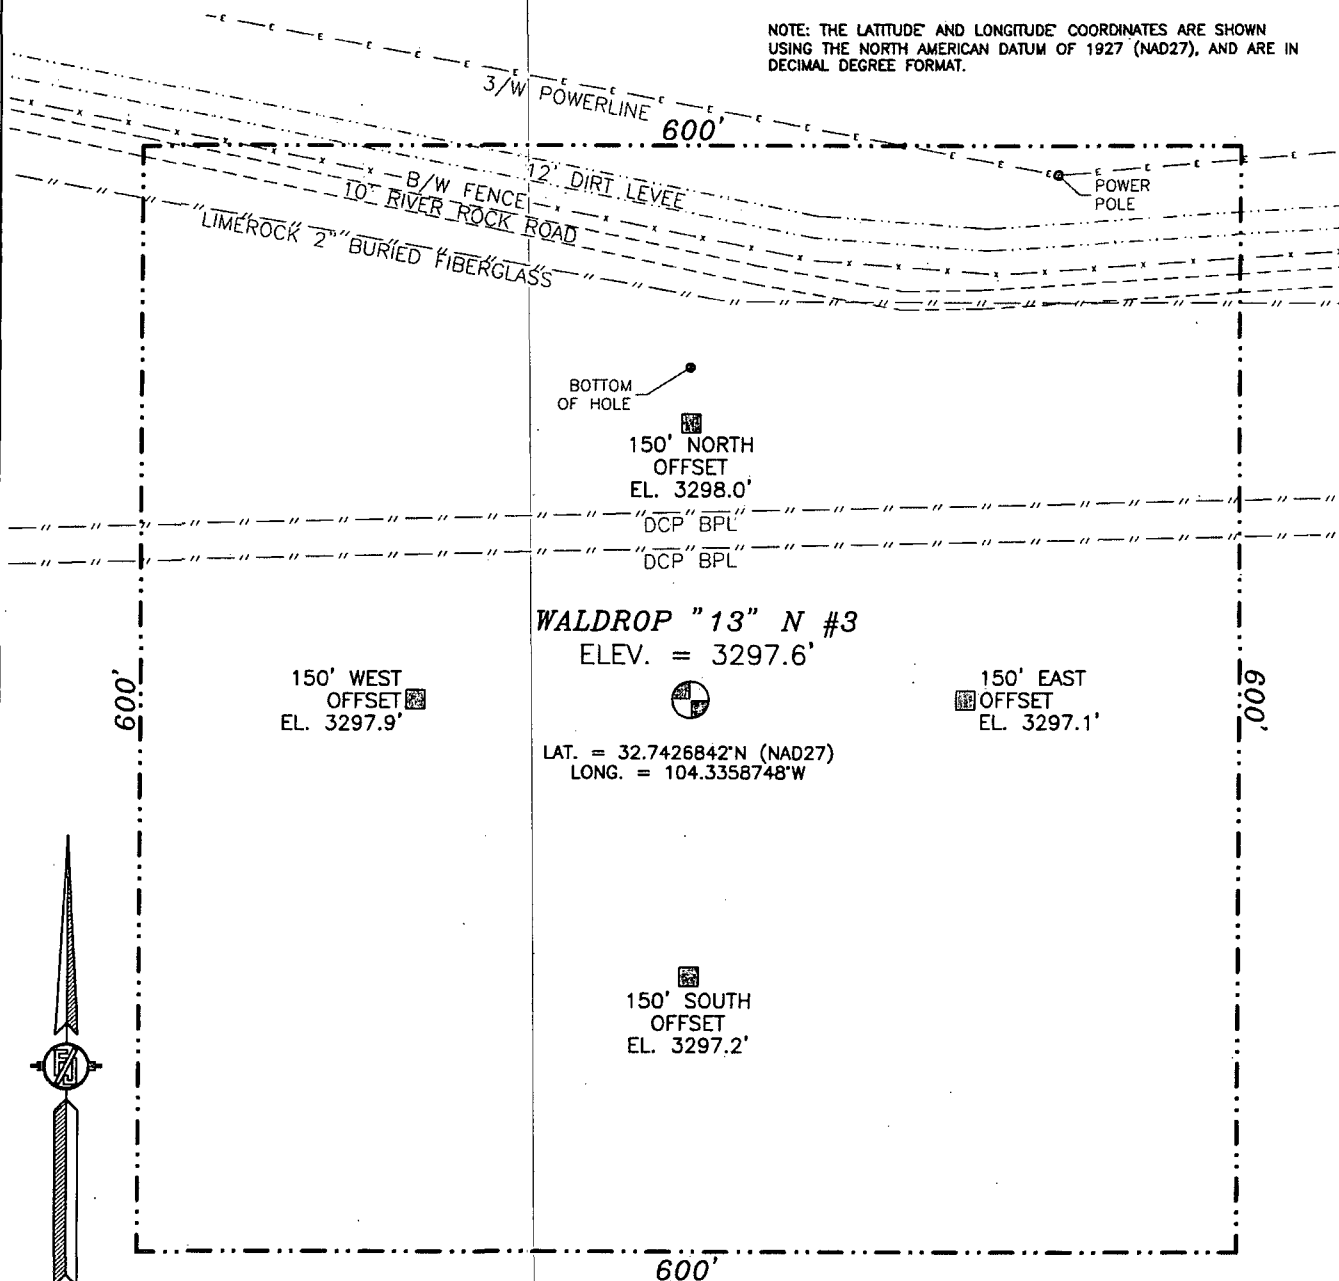 NOTE: THE LATITUDE AND LONGITUDE COORDINATES ARE SHOWN
USING THE NORTH AMERICAN DATUM OF 1927 (NAD27), AND ARE IN
DECIMAL DEGREE FORMAT.
3/W POWERLINE
600'
12' DIRT LEVEE
B/W FENCE
10' RIVER ROCK ROAD
LIMEROCK 2" BURIED FIBERGLASS
POWER
POLE
BOTTOM
OF HOLE
150' NORTH
OFFSET
EL. 3298.0'
DCP BPL
DCP BPL
WALDROP "13" N #3
ELEV. = 3297.6'
600'
150' WEST
OFFSET
EL. 3297.9'
150' EAST
OFFSET
EL. 3297.1'
600'
LAT. = 32.7426842°N (NAD27)
LONG. = 104.3358748°W
150' SOUTH
OFFSET
EL. 3297.2'
600'